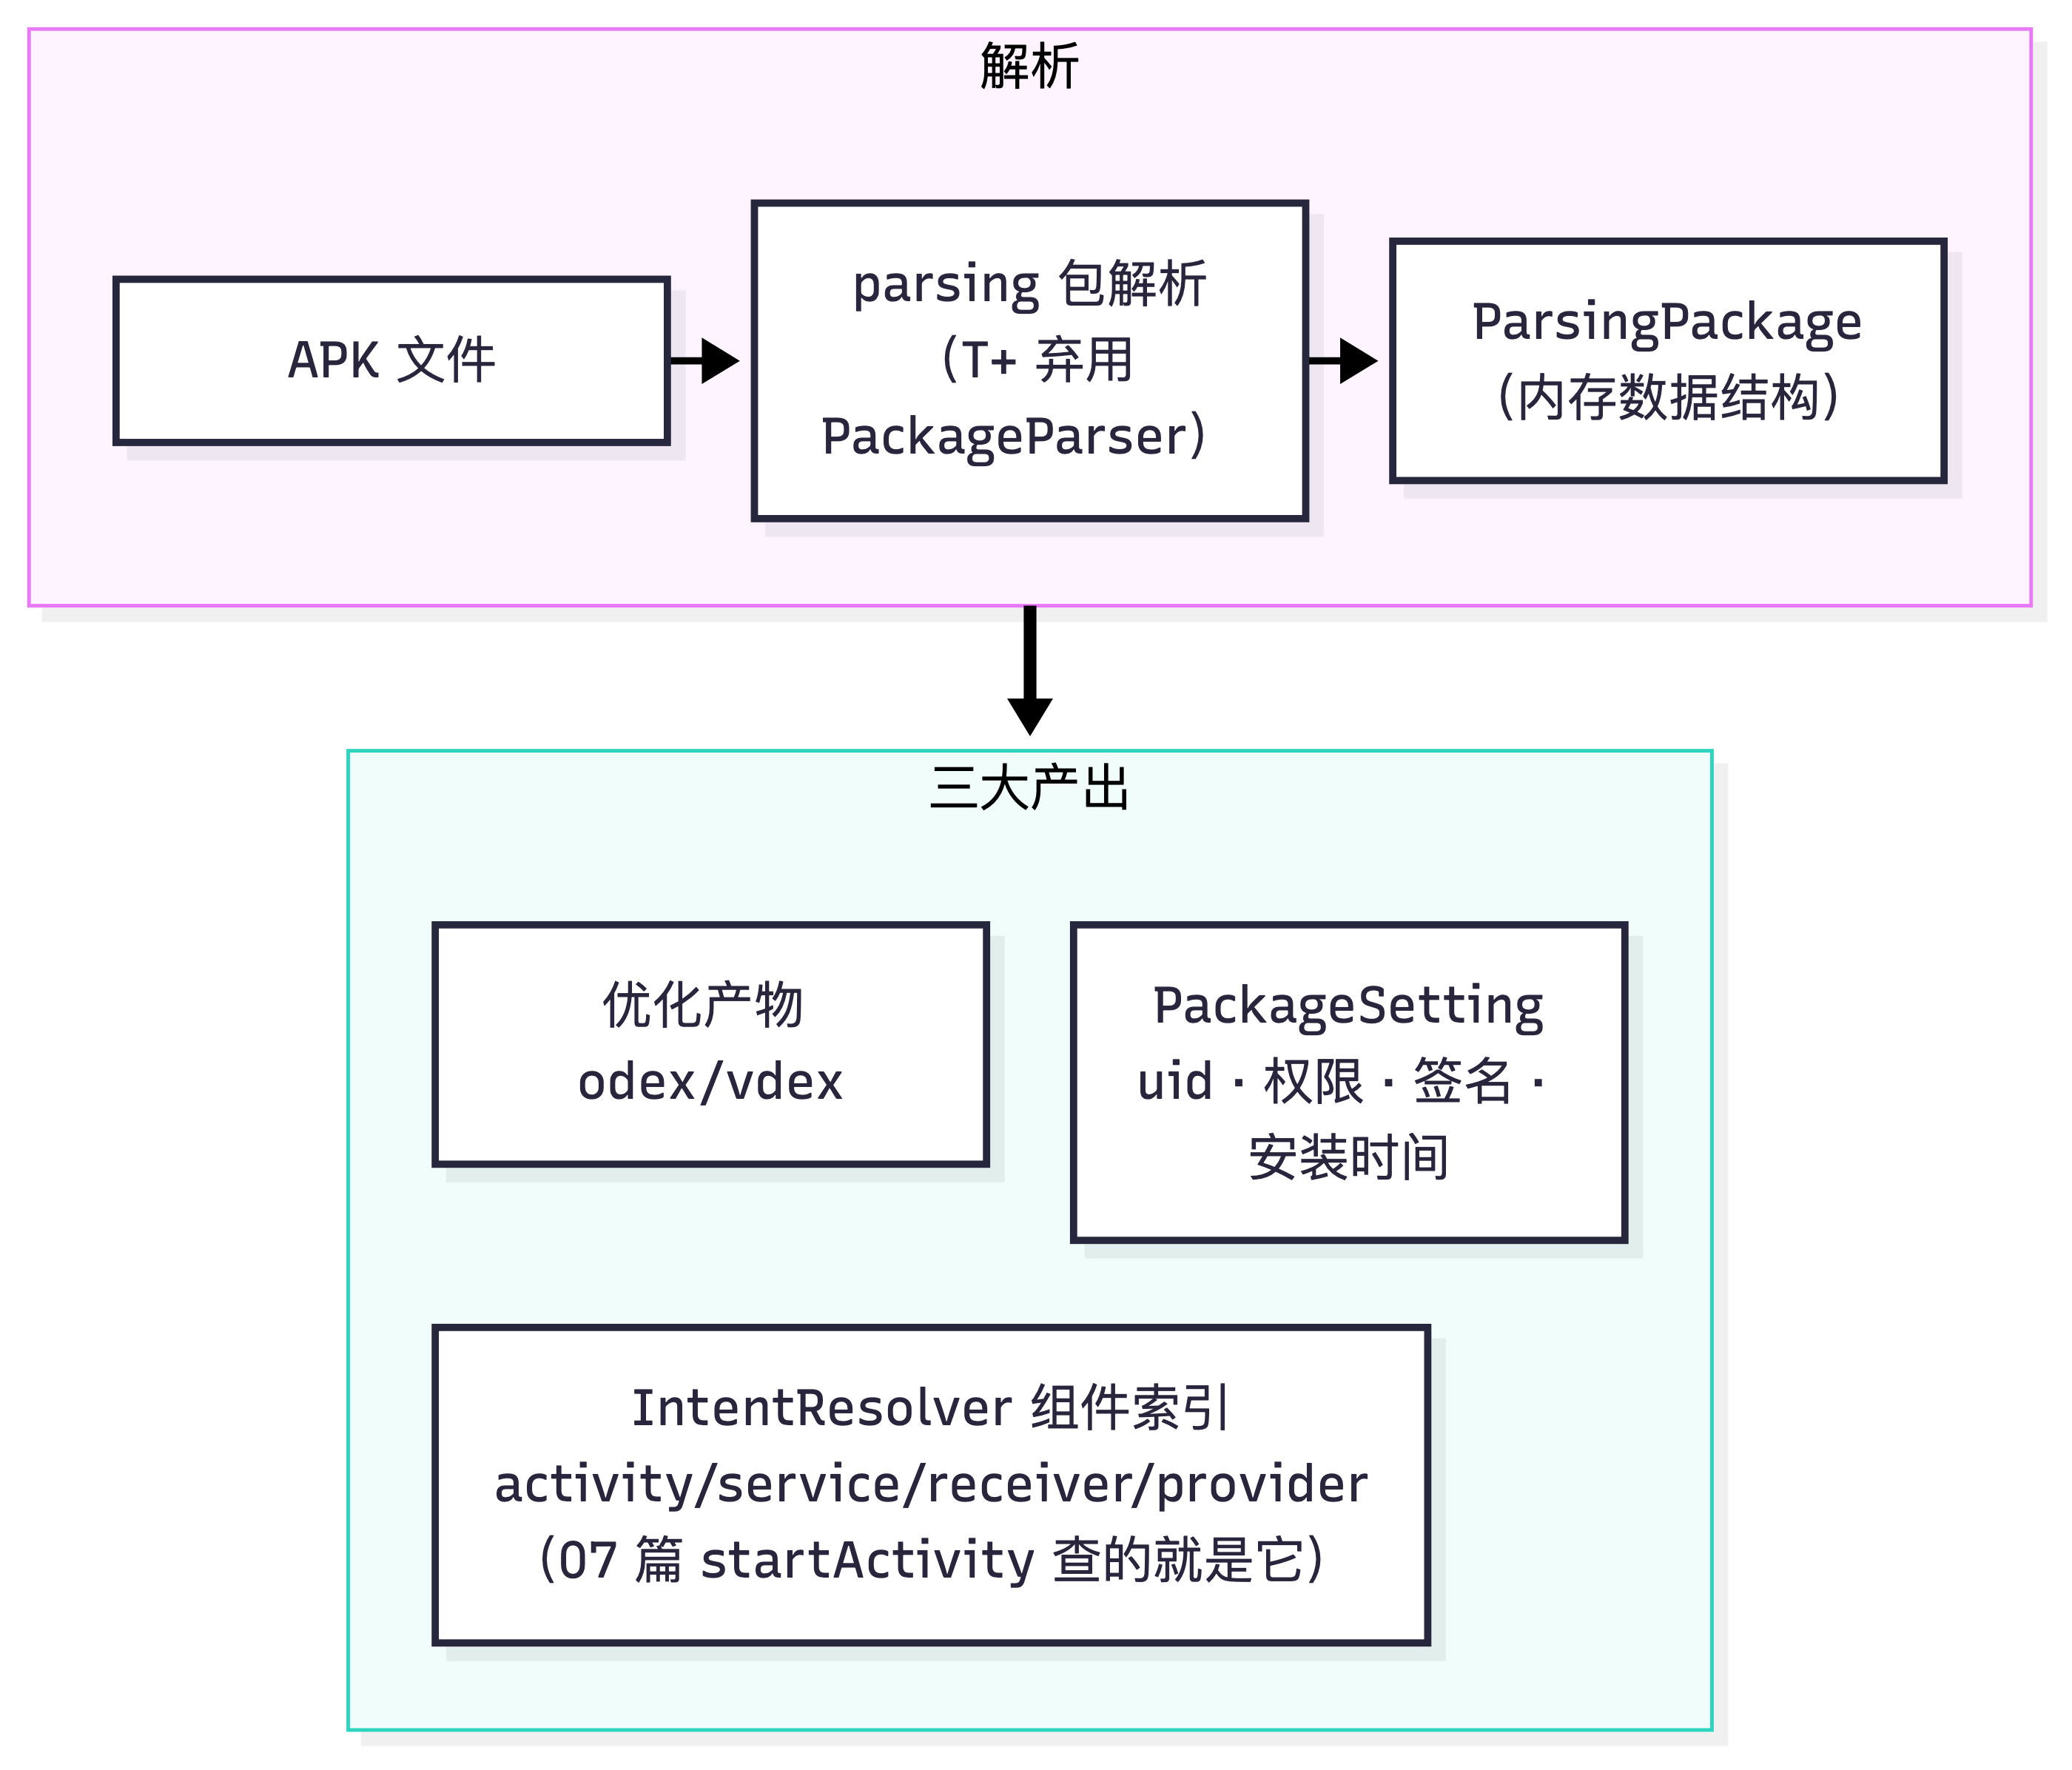 解析
APK 文件
parsing 包解析
(T+ 弃用
PackageParser)
ParsingPackage
(内存数据结构)
三大产出
优化产物
odex/vdex
PackageSetting
uid · 权限 · 签名 ·
安装时间
IntentResolver 组件索引
activity/service/receiver/provider
(07 篇 startActivity 查的就是它)